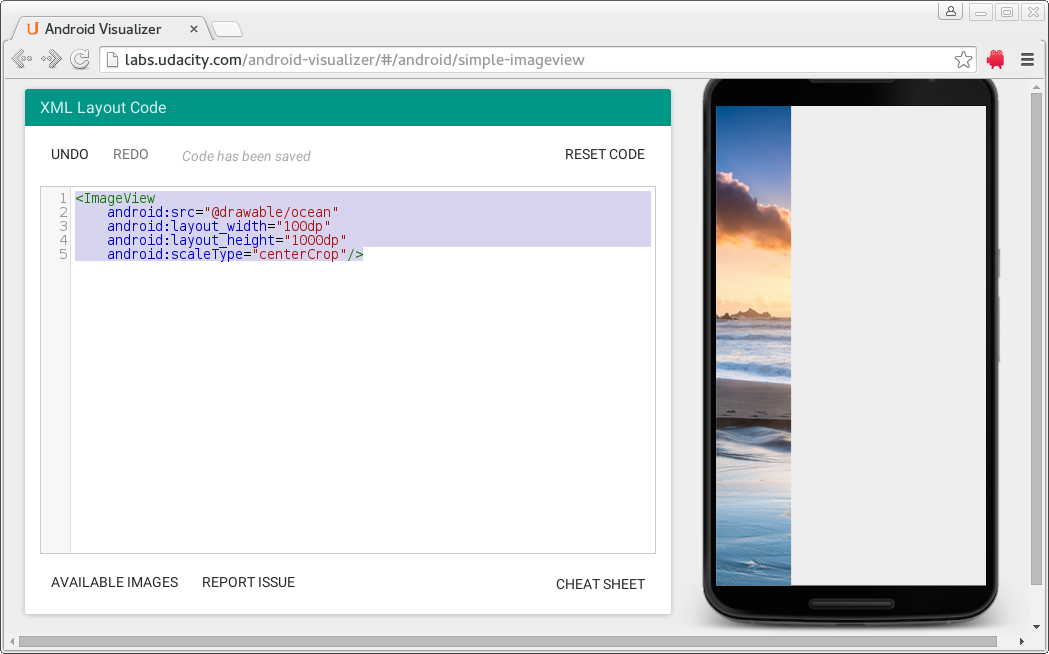 Android Visualizer
labs.udacity.com/android-visualizer/#/android/simple-imageview
XML Layout Code
UNDO REDO Code has been saved RESET CODE
1 <ImageView
2 android:src="@drawable/ocean"
3 android:layout_width="100dp"
4 android:layout_height="1000dp"
5 android:scaleType="centerCrop"/>
AVAILABLE IMAGES REPORT ISSUE CHEAT SHEET